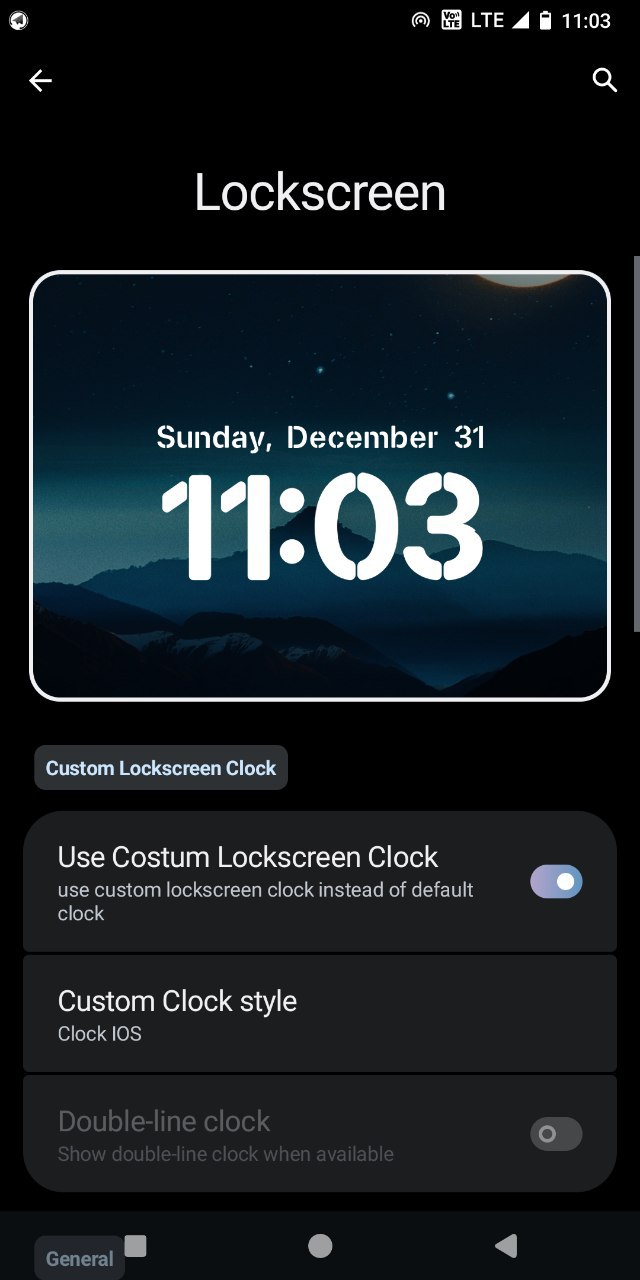 Vo)) LTE LTE 11:03
Lockscreen
Sunday, December 31
11:03
Custom Lockscreen Clock
Use Costum Lockscreen Clock
use custom lockscreen clock instead of default
clock
Custom Clock style
Clock IOS
Double-line clock
Show double-line clock when available
General